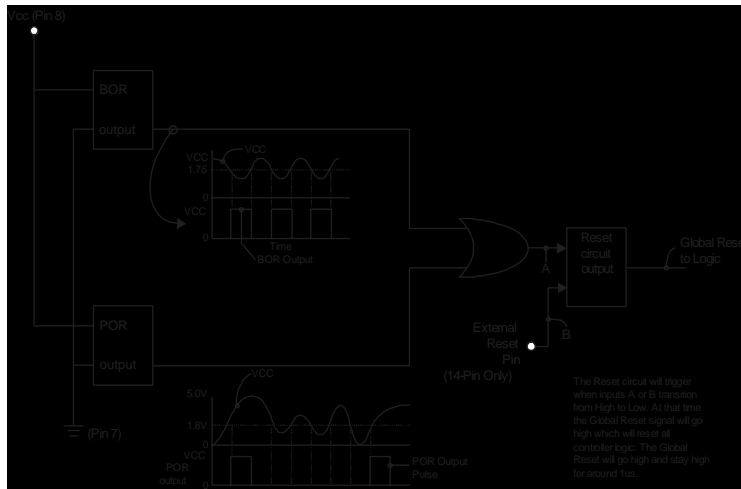 Vcc (Pin 8)
BOR
output
VCC
VCC
1.75
0
VCC
0
Time
BOR Output
A
Reset
circuit
output
Global Rese
to Logic
External
Reset
Pin
(14-Pin Only)
B
POR
output
(Pin 7)
VCC
5.0V
1.8V
0
VCC
POR
output
0
POR Output
Pulse
The Reset circuit will trigger
when inputs A or B transition
from High to Low. At that time
the Global Reset signal will go
high which will reset all
controller logic. The Global
Reset will go high and stay high
for around 1us.